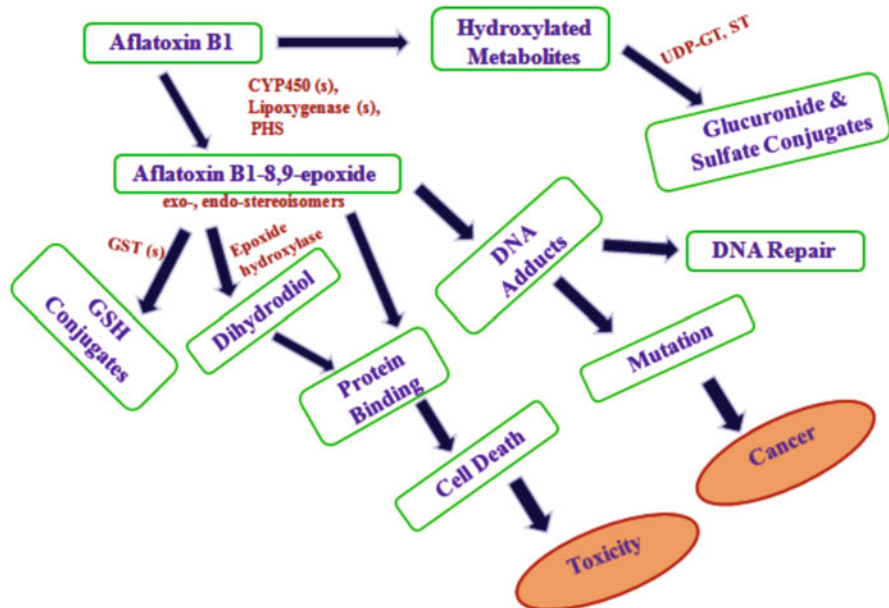 Aflatoxin B1
Hydroxylated
Metabolites
UDP-GT, ST
CYP450 (s),
Lipoxygenase (s),
PHS
Glucuronide &
Sulfate Conjugates
Aflatoxin B1-8,9-epoxide
exo-, endo-stereoisomers
GST (s)
Epoxide
hydroxylase
DNA
Adducts
DNA Repair
GSH
Conjugates
Dihydrodiol
Protein
Binding
Mutation
Cell Death
Cancer
Toxicity